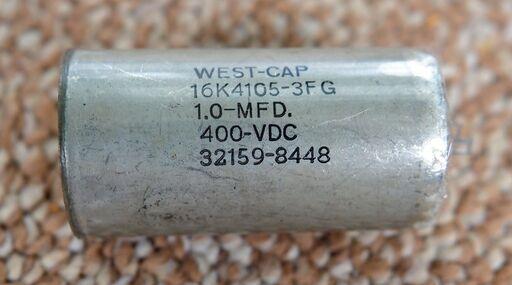 WEST-CAP
16K4105-3FG
1.0-MFD.
400-VDC
32159-8448